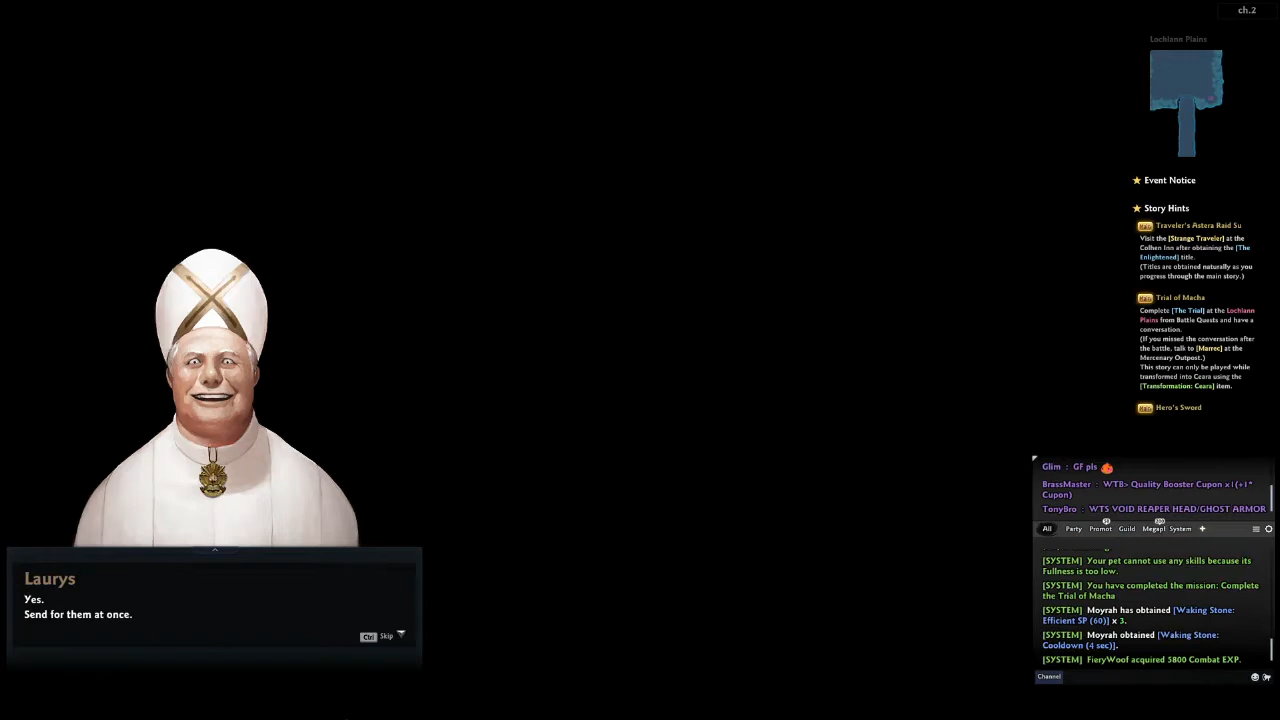 ch.2
Lochlann Plains
Event Notice
Story Hints
Main Traveler's Astera Raid Su
Visit the [Strange Traveler] at the
Colhen Inn after obtaining the [The
Enlightened] title.
(Titles are obtained naturally as you
progress through the main story.)
Main Trial of Macha
Complete [The Trial] at the Lochlann
Plains from Battle Quests and have a
conversation.
(If you missed the conversation after
the battle, talk to [Marrec] at the
Mercenary Outpost.)
This story can only be played while
transformed into Ceara using the
[Transformation: Ceara] item.
Main Hero's Sword
Glim : GF pls
BrassMaster : WTB> Quality Booster Cupon x1(+1*
Cupon)
TonyBro : WTS VOID REAPER HEAD/GHOST ARMOR
All Party Promot Guild Megapl System +
[SYSTEM] Your pet cannot use any skills because its
Fullness is too low.
[SYSTEM] You have completed the mission: Complete
the Trial of Macha
[SYSTEM] Moyrah has obtained [Waking Stone:
Efficient SP (60)] x 3.
[SYSTEM] Moyrah obtained [Waking Stone:
Cooldown (4 sec)].
[SYSTEM] FieryWoof acquired 5800 Combat EXP.
Channel
Laurys
Yes.
Send for them at once.
Ctrl Skip